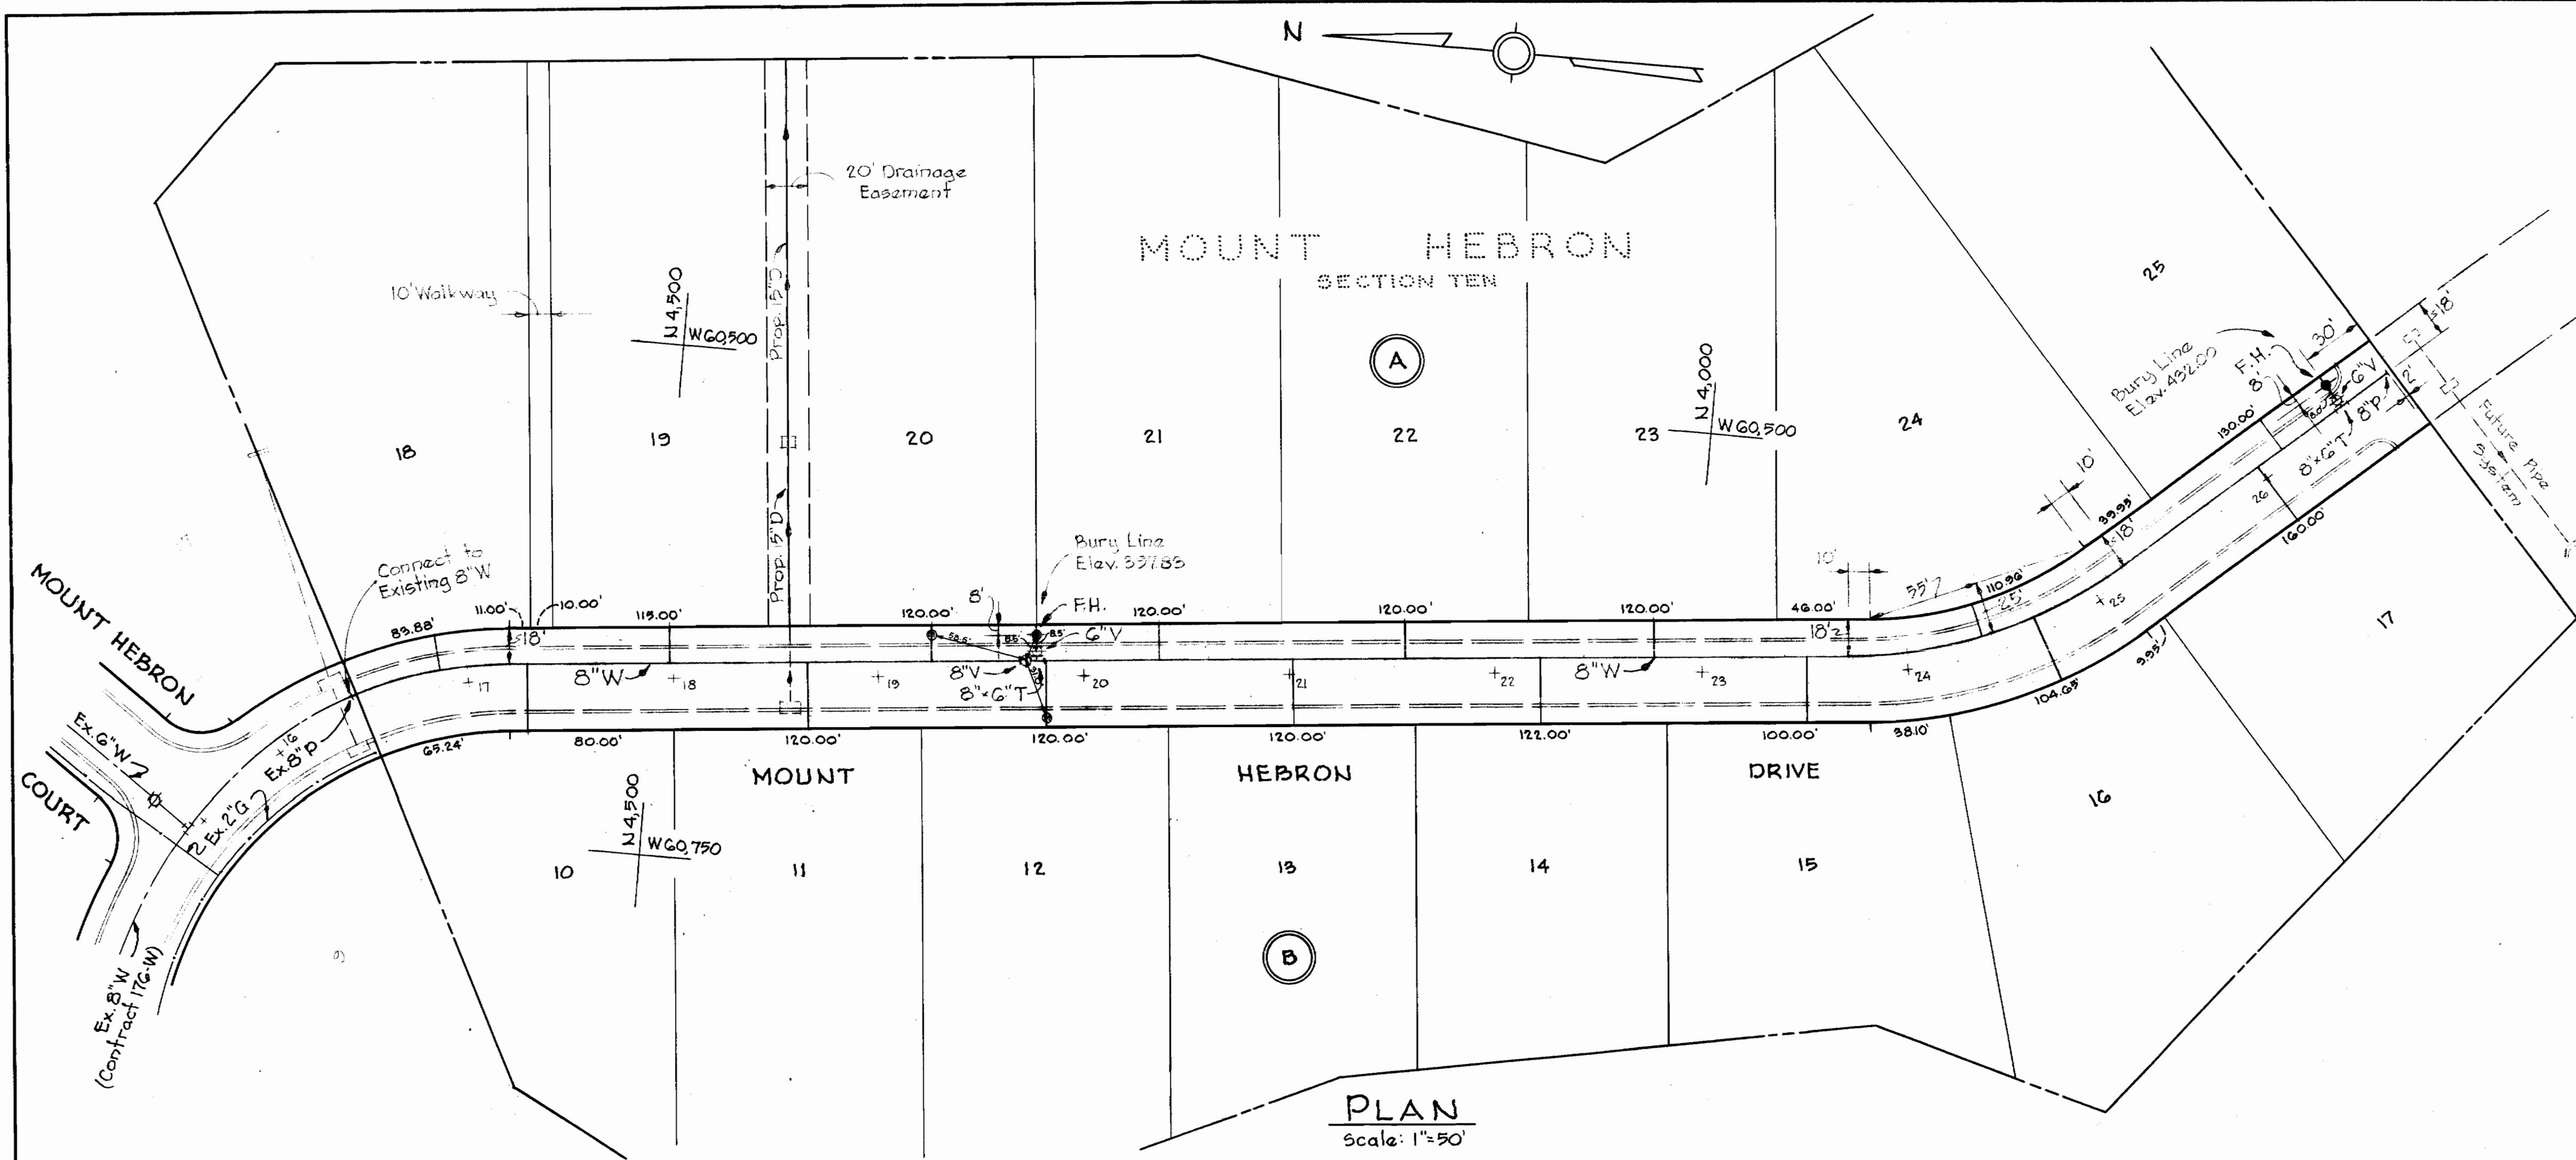 N
20' Drainage
Easement
MOUNT HEBRON
SECTION TEN
10' Walkway
N 4,500
W 60,500
Prop. 15"D
Prop. 15"D
A
N 4,000
W 60,500
18
19
20
21
22
23
24
25
Bury Line
Elev. 432.00
F.H.
8'
30'
18'
6"V
8"P
2'
8"x6"T
Future Pipe
System
130.00'
10'
39.95'
18'
26
160.00'
Connect to
Existing 8"W
MOUNT HEBRON
COURT
83.88'
11.00'
10.00'
18'
115.00'
120.00'
8'
Bury Line
Elev. 337.83
F.H.
6"V
8.5'
120.00'
120.00'
120.00'
46.00'
10'
55'
110.96'
25'
18'
8"W
8"V
8"x6"T
8"W
+16
+17
+18
+19
+20
+21
+22
+23
+24
+25
Ex. 6"W
Ex. 8"P
Ex. 2"G
65.24'
80.00'
120.00'
120.00'
120.00'
122.00'
100.00'
38.10'
104.65'
9.95'
MOUNT HEBRON DRIVE
N 4,500
W 60,750
10
11
12
13
14
15
16
17
B
Ex. 8"W
(Contract 176-W)
PLAN
Scale: 1"=50'